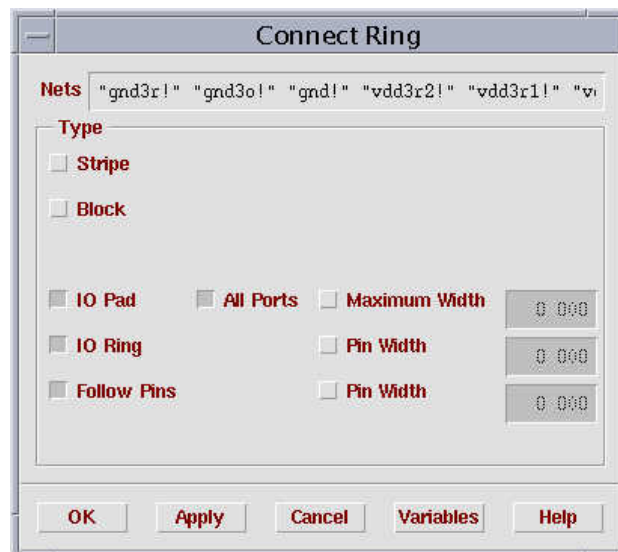 Connect Ring
Nets "gnd3r!" "gnd3o!" "gnd!" "vdd3r2!" "vdd3r1!"
Type
Stripe
Block
IO Pad All Ports Maximum Width 0.000
IO Ring Pin Width 0.000
Follow Pins Pin Width 0.000
OK Apply Cancel Variables Help